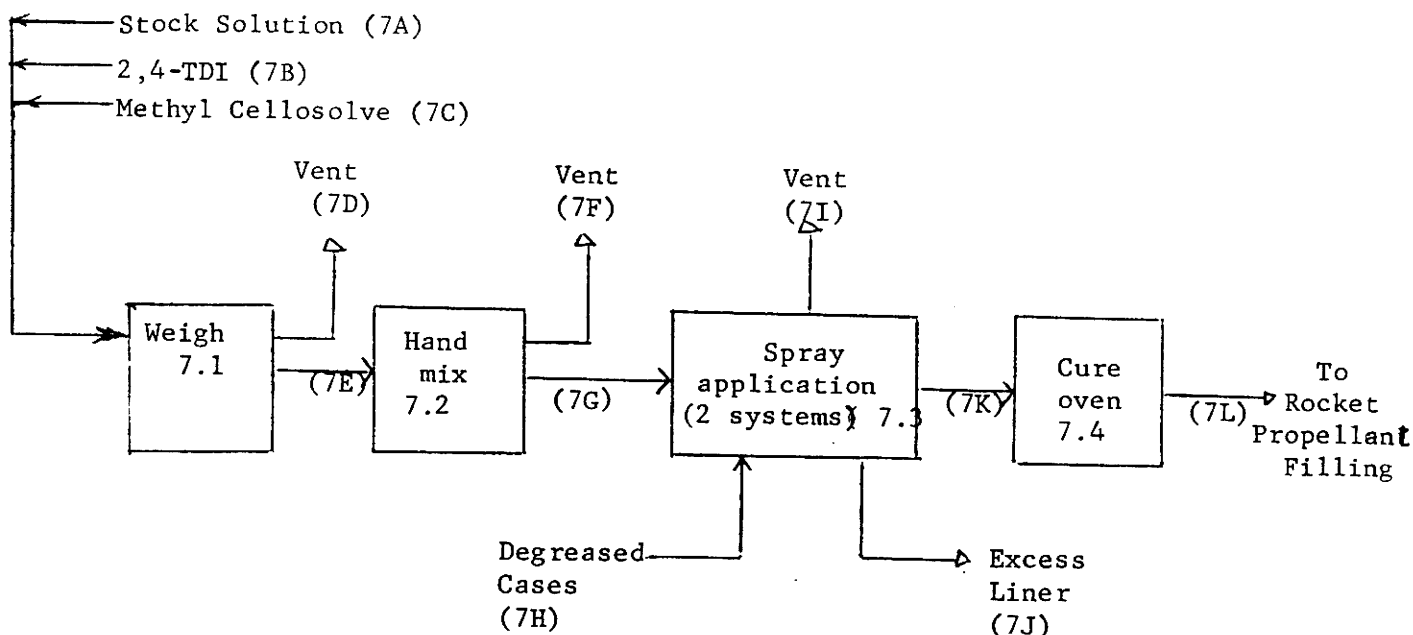 Stock Solution (7A)
2,4-TDI (7B)
Methyl Cellosolve (7C)
Vent
(7D)
Vent
(7F)
Vent
(7I)
Weigh
7.1
(7E)
Hand
mix
7.2
(7G)
Spray
application
(2 systems) 7.3
(7K)
Cure
oven
7.4
(7L)
To
Rocket
Propellant
Filling
Degreased
Cases
(7H)
Excess
Liner
(7J)